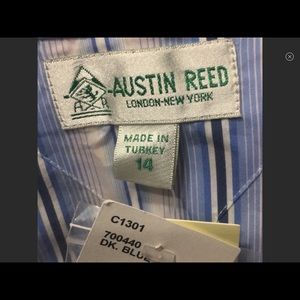 AUSTIN REED
LONDON-NEW YORK
A R
MADE IN
TURKEY
14
C1301
700440
DK. BLUE